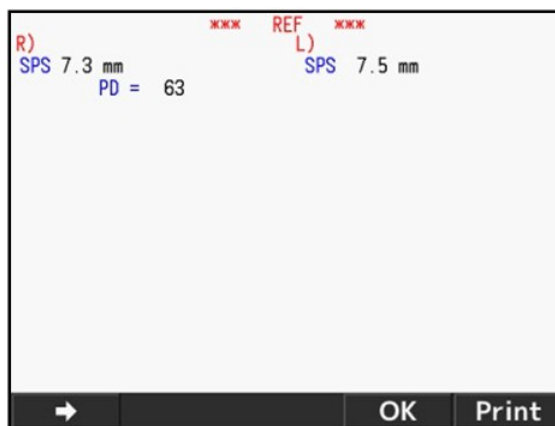 *** REF ***
R) L)
SPS 7.3 mm SPS 7.5 mm
PD = 63
➡ OK Print